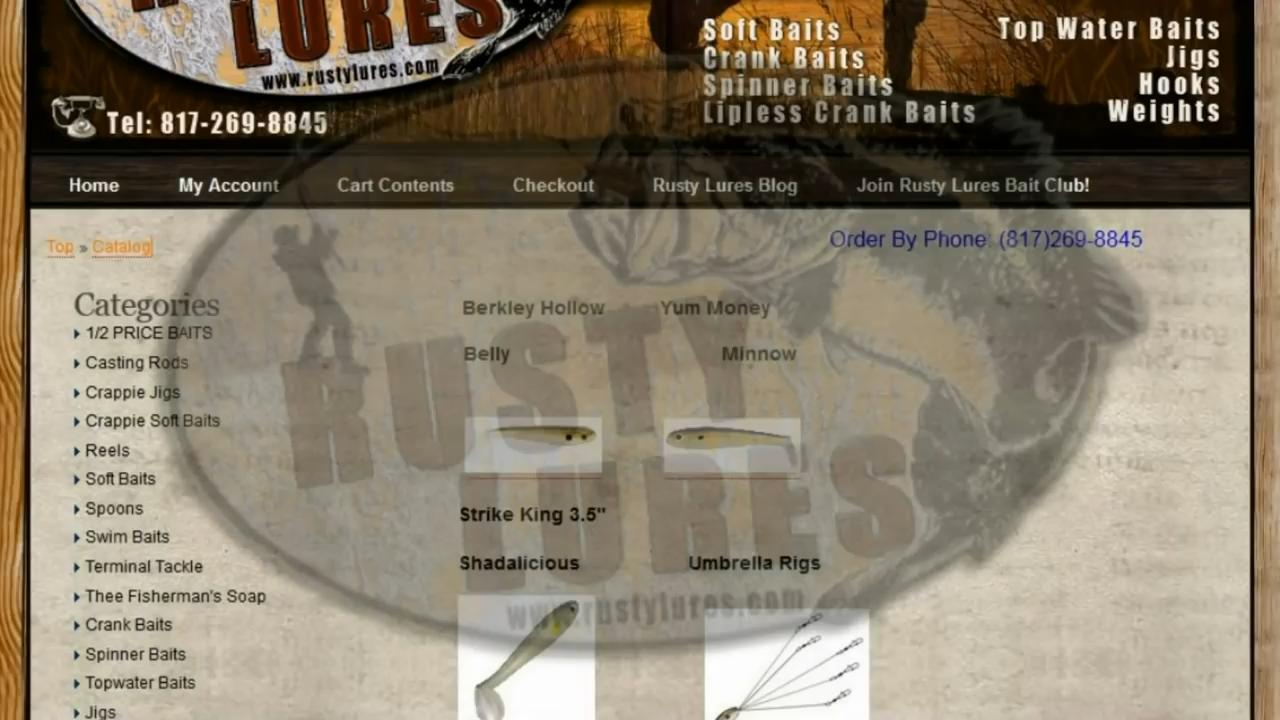 LURES
www.rustylures.com
Tel: 817-269-8845
Soft Baits
Crank Baits
Spinner Baits
Lipless Crank Baits
Top Water Baits
Jigs
Hooks
Weights
Home My Account Cart Contents Checkout Rusty Lures Blog Join Rusty Lures Bait Club!
Top » Catalog
Order By Phone: (817)269-8845
Categories
1/2 PRICE BAITS
Casting Rods
Crappie Jigs
Crappie Soft Baits
Reels
Soft Baits
Spoons
Swim Baits
Terminal Tackle
Thee Fisherman's Soap
Crank Baits
Spinner Baits
Topwater Baits
Jigs
Berkley Hollow
Belly
Yum Money
Minnow
Strike King 3.5"
Shadalicious
Umbrella Rigs
RUSTY
LURES
www.rustylures.com